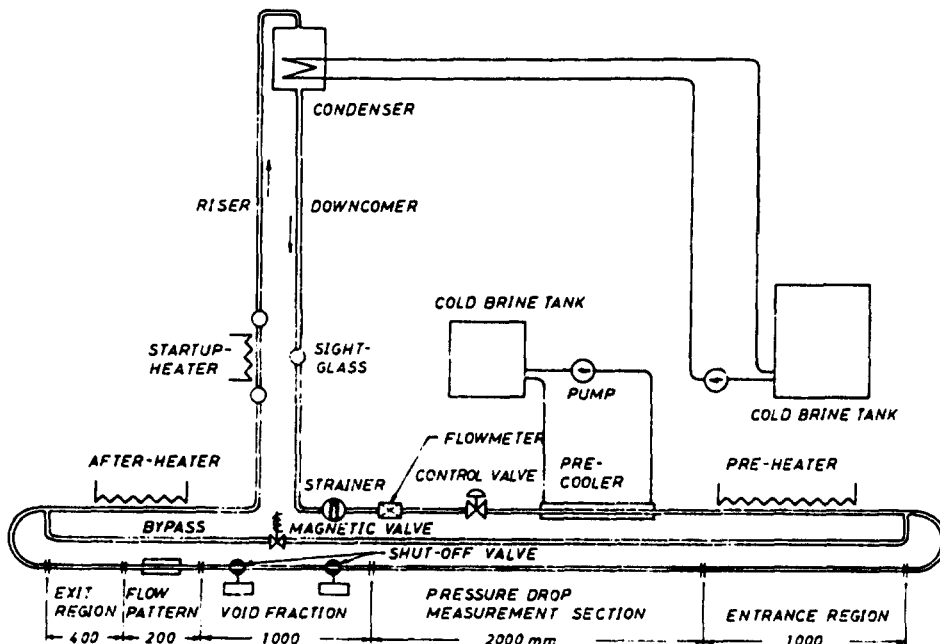 CONDENSER
RISER
DOWNCOMER
COLD BRINE TANK
STARTUP-
HEATER
SIGHT-
GLASS
PUMP
COLD BRINE TANK
FLOWMETER
AFTER-HEATER
STRAINER
CONTROL VALVE
PRE-
COOLER
PRE-HEATER
BYPASS
MAGNETIC VALVE
SHUT-OFF VALVE
EXIT
REGION
FLOW
PATTERN
VOID FRACTION
PRESSURE DROP
MEASUREMENT SECTION
ENTRANCE REGION
400
200
1000
2000 mm
1000